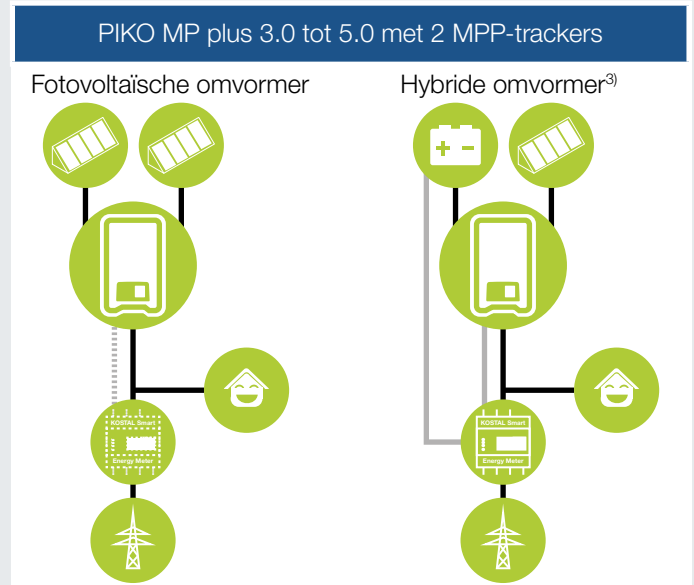 PIKO MP plus 3.0 tot 5.0 met 2 MPP-trackers
Fotovoltaïsche omvormer
Hybride omvormer³⁾
KOSTAL Smart
Energy Meter
KOSTAL Smart
Energy Meter